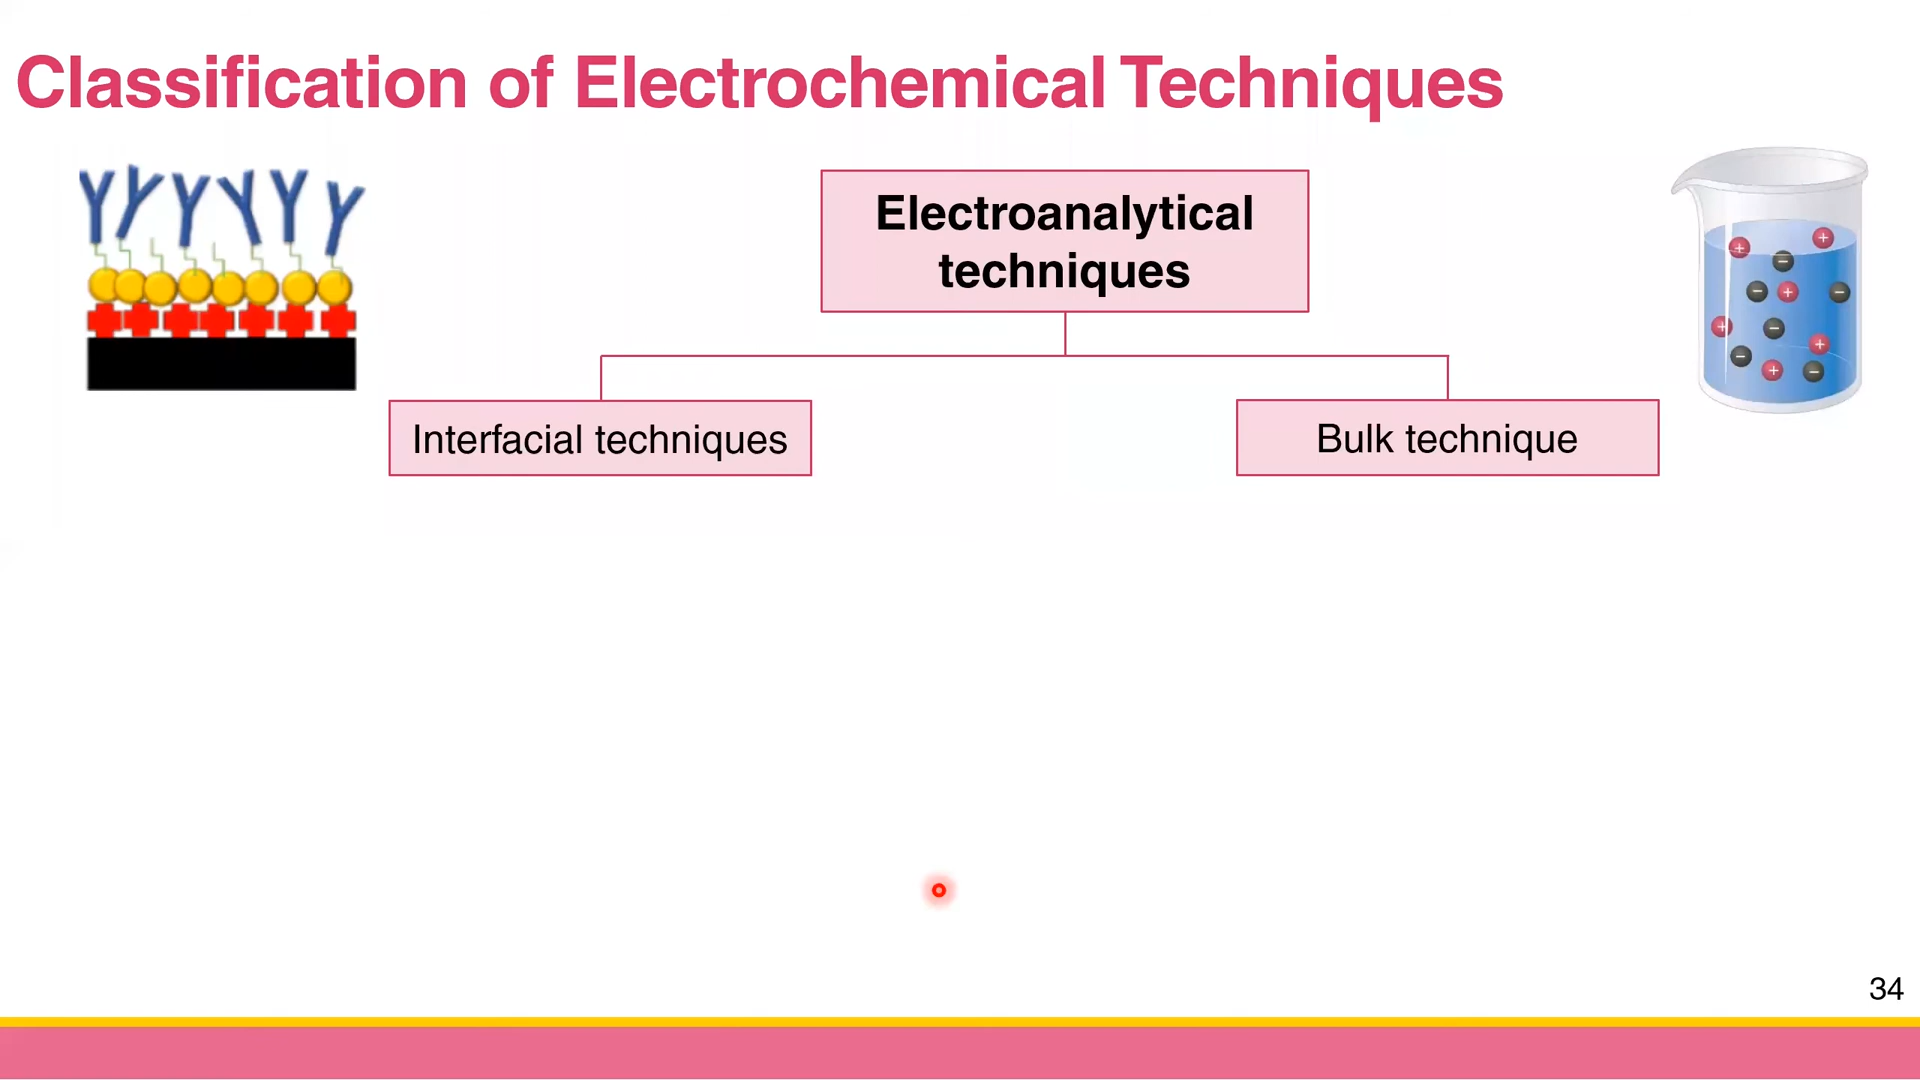 Classification of Electrochemical Techniques
Electroanalytical
techniques
Interfacial techniques
Bulk technique
34